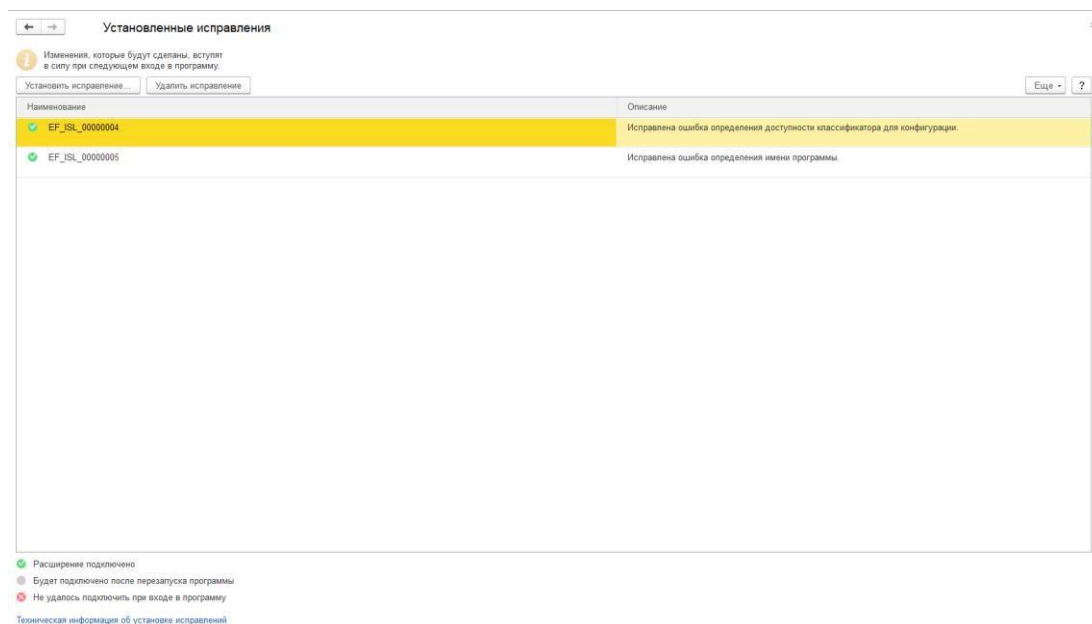 Установленные исправления
Изменения, которые будут сделаны, вступят
в силу при следующем входе в программу.
Установить исправление... Удалить исправление Еще ?
Наименование Описание
EF_ISL_00000004 Исправлена ошибка определения доступности классификатора для конфигурации.
EF_ISL_00000005 Исправлена ошибка определения имени программы.
Расширение подключено
Будет подключено после перезапуска программы
Не удалось подключить при входе в программу
Техническая информация об установке исправлений